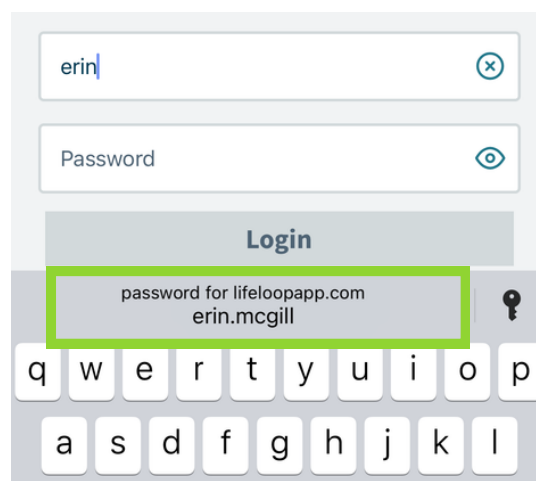 erin
Password
Login
password for lifeloopapp.com
erin.mcgill
q w e r t y u i o p
a s d f g h j k l